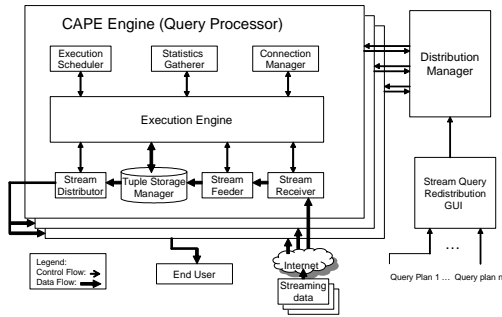 CAPE Engine (Query Processor)
Execution
Scheduler
Statistics
Gatherer
Connection
Manager
Distribution
Manager
Execution Engine
Stream
Distributor
Tuple Storage
Manager
Stream
Feeder
Stream
Receiver
Stream Query
Redistribution
GUI
Legend:
Control Flow:
Data Flow:
End User
Internet
Streaming
data
...
Query Plan 1 ... Query plan n